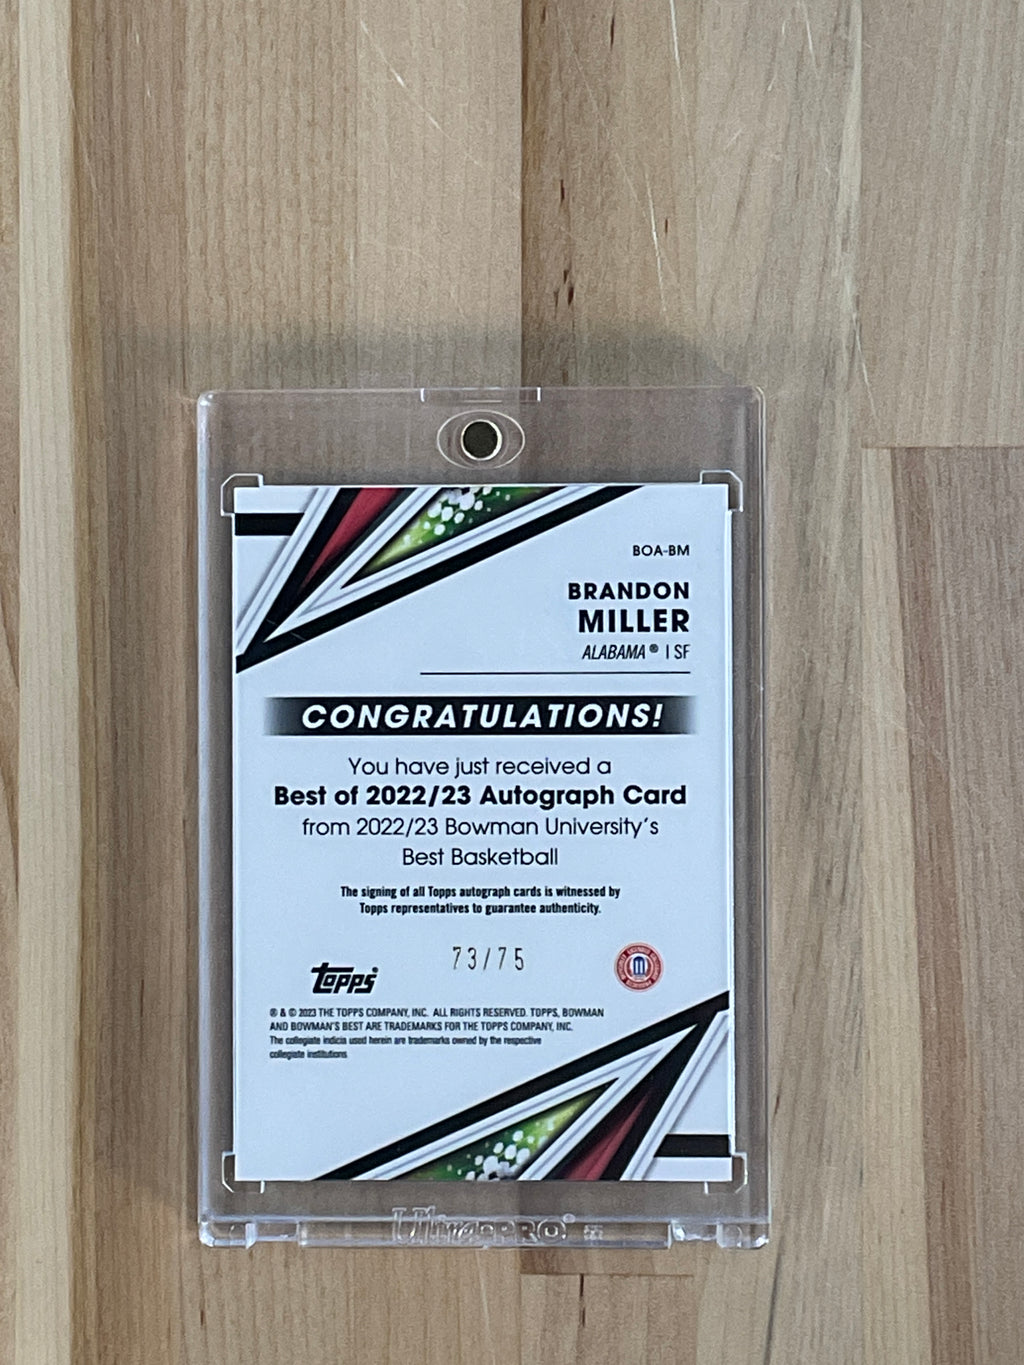 BOA-BM
BRANDON
MILLER
ALABAMA® | SF
CONGRATULATIONS!
You have just received a
Best of 2022/23 Autograph Card
from 2022/23 Bowman University's
Best Basketball
The signing of all Topps autograph cards is witnessed by
Topps representatives to guarantee authenticity.
73/75
topps®
® & © 2023 THE TOPPS COMPANY, INC. ALL RIGHTS RESERVED. TOPPS, BOWMAN
AND BOWMAN'S BEST ARE TRADEMARKS FOR THE TOPPS COMPANY, INC.
The collegiate indicia used herein are trademarks owned by the respective
collegiate institutions.
Ultra•PRO®